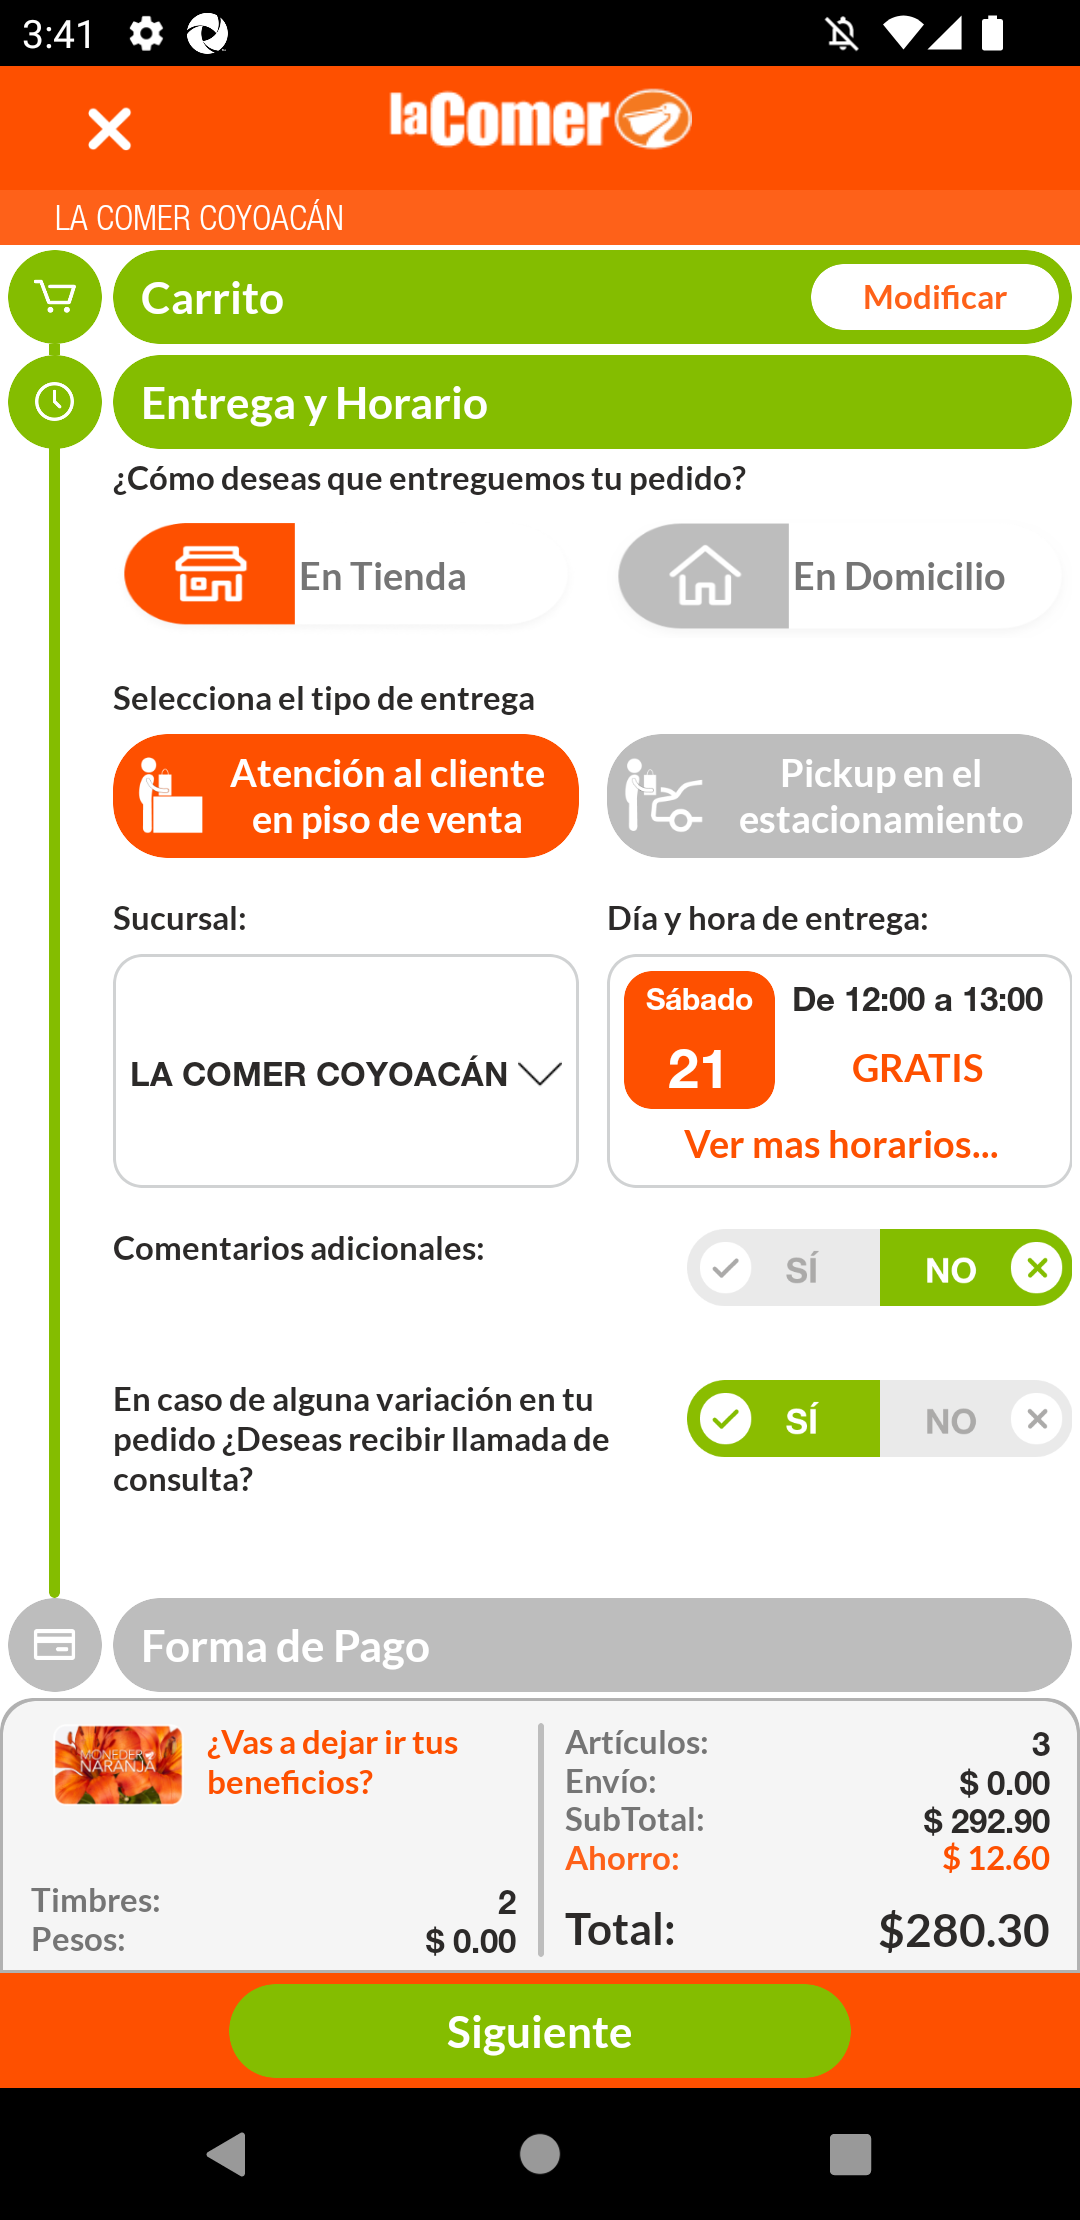 3:41
laComer
LA COMER COYOACÁN
Carrito
Modificar
Entrega y Horario
¿Cómo deseas que entreguemos tu pedido?
En Tienda
En Domicilio
Selecciona el tipo de entrega
Atención al cliente
en piso de venta
Pickup en el
estacionamiento
Sucursal:
LA COMER COYOACÁN
Día y hora de entrega:
Sábado
21
De 12:00 a 13:00
GRATIS
Ver mas horarios...
Comentarios adicionales:
SÍ
NO
En caso de alguna variación en tu
pedido ¿Deseas recibir llamada de
consulta?
SÍ
NO
Forma de Pago
MONEDERO
NARANJA
¿Vas a dejar ir tus
beneficios?
Timbres: 2
Pesos: $ 0.00
Artículos: 3
Envío: $ 0.00
SubTotal: $ 292.90
Ahorro: $ 12.60
Total: $280.30
Siguiente